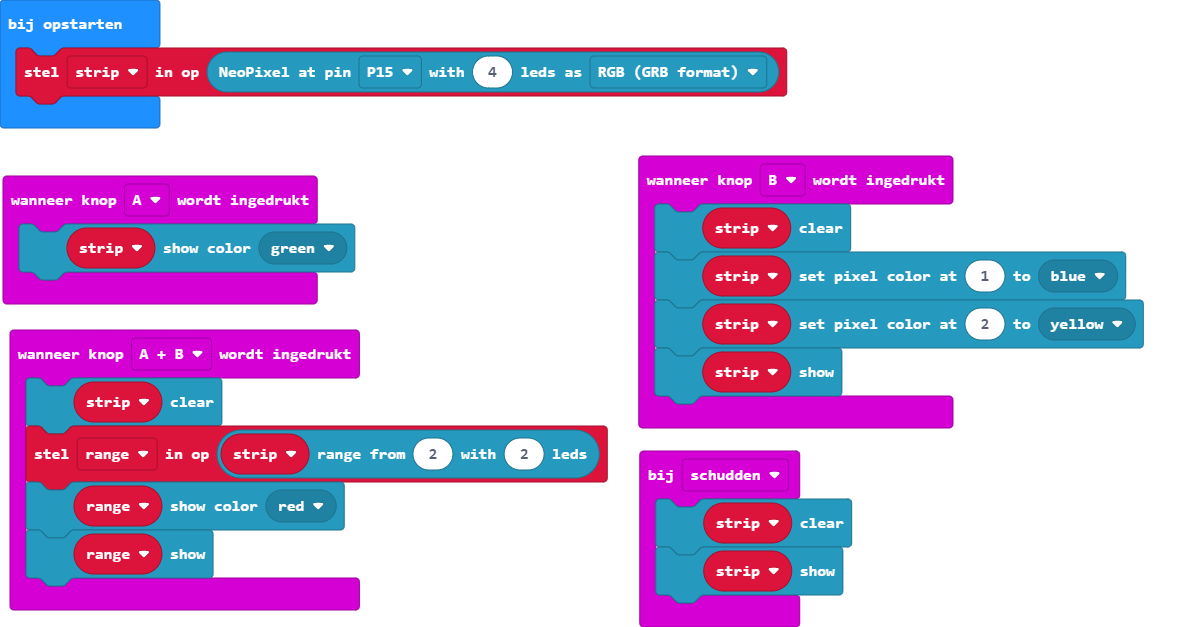 bij opstarten
stel strip in op NeoPixel at pin P15 with 4 leds as RGB (GRB format)
wanneer knop A wordt ingedrukt
strip show color green
wanneer knop A + B wordt ingedrukt
strip clear
stel range in op strip range from 2 with 2 leds
range show color red
range show
wanneer knop B wordt ingedrukt
strip clear
strip set pixel color at 1 to blue
strip set pixel color at 2 to yellow
strip show
bij schudden
strip clear
strip show